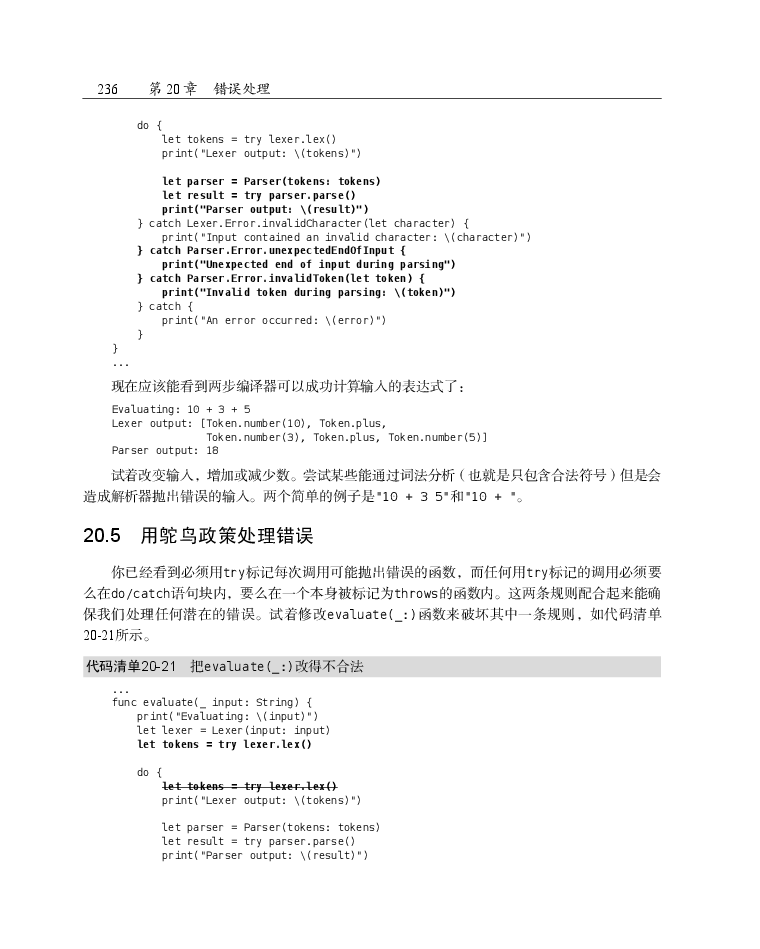 236 第 20 章 错误处理
do {
    let tokens = try lexer.lex()
    print("Lexer output: \(tokens)")
    let parser = Parser(tokens: tokens)
    let result = try parser.parse()
    print("Parser output: \(result)")
} catch Lexer.Error.invalidCharacter(let character) {
    print("Input contained an invalid character: \(character)")
} catch Parser.Error.unexpectedEndOfInput {
    print("Unexpected end of input during parsing")
} catch Parser.Error.invalidToken(let token) {
    print("Invalid token during parsing: \(token)")
} catch {
    print("An error occurred: \(error)")
}
}
...
现在应该能看到两步编译器可以成功计算输入的表达式了：
Evaluating: 10 + 3 + 5
Lexer output: [Token.number(10), Token.plus,
Token.number(3), Token.plus, Token.number(5)]
Parser output: 18
试着改变输入，增加或减少数。尝试某些能通过词法分析（也就是只包含合法符号）但是会
造成解析器抛出错误的输入。两个简单的例子是"10 + 3 5"和"10 + "。
20.5 用鸵鸟政策处理错误
你已经看到必须用try标记每次调用可能抛出错误的函数，而任何用try标记的调用必须要
么在do/catch语句块内，要么在一个本身被标记为throws的函数内。这两条规则配合起来能确
保我们处理任何潜在的错误。试着修改evaluate(_:)函数来破坏其中一条规则，如代码清单
20-21所示。
代码清单20-21 把evaluate(_:)改得不合法
...
func evaluate(_ input: String) {
    print("Evaluating: \(input)")
    let lexer = Lexer(input: input)
    let tokens = try lexer.lex()
    do {
        let tokens = try lexer.lex()
        print("Lexer output: \(tokens)")
        let parser = Parser(tokens: tokens)
        let result = try parser.parse()
        print("Parser output: \(result)")